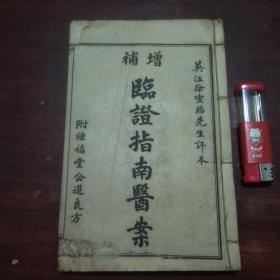 吳江徐靈胎先生評本
增補
臨證指南醫案
附種福堂公選良方